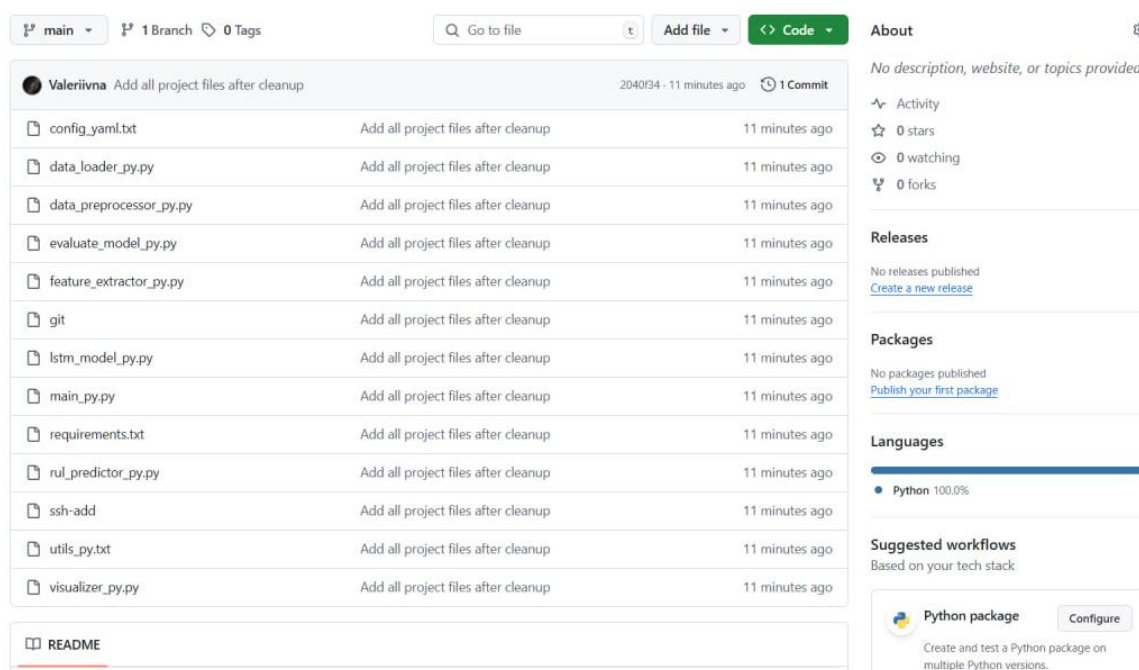 main 1 Branch 0 Tags Go to file t Add file <> Code
Valeriivna Add all project files after cleanup 2040f34 · 11 minutes ago 1 Commit
config_yaml.txt Add all project files after cleanup 11 minutes ago
data_loader_py.py Add all project files after cleanup 11 minutes ago
data_preprocessor_py.py Add all project files after cleanup 11 minutes ago
evaluate_model_py.py Add all project files after cleanup 11 minutes ago
feature_extractor_py.py Add all project files after cleanup 11 minutes ago
git Add all project files after cleanup 11 minutes ago
lstm_model_py.py Add all project files after cleanup 11 minutes ago
main_py.py Add all project files after cleanup 11 minutes ago
requirements.txt Add all project files after cleanup 11 minutes ago
rul_predictor_py.py Add all project files after cleanup 11 minutes ago
ssh-add Add all project files after cleanup 11 minutes ago
utils_py.txt Add all project files after cleanup 11 minutes ago
visualizer_py.py Add all project files after cleanup 11 minutes ago
README
About
No description, website, or topics provided
Activity
0 stars
0 watching
0 forks
Releases
No releases published
Create a new release
Packages
No packages published
Publish your first package
Languages
Python 100.0%
Suggested workflows
Based on your tech stack
Python package Configure
Create and test a Python package on
multiple Python versions.